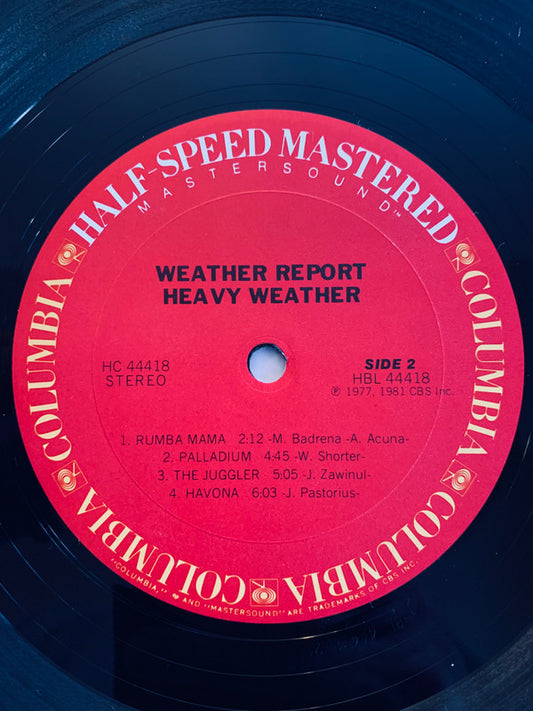 HALF-SPEED MASTERED
MASTERSOUND™
WEATHER REPORT
HEAVY WEATHER
HC 44418
STEREO
SIDE 2
HBL 44418
℗ 1977, 1981 CBS Inc.
1. RUMBA MAMA 2:12 -M. Badrena -A. Acuna-
2. PALLADIUM 4:45 -W. Shorter-
3. THE JUGGLER 5:05 -J. Zawinul-
4. HAVONA 6:03 -J. Pastorius-
COLUMBIA
COLUMBIA
COLUMBIA
COLUMBIA
"COLUMBIA," AND "MASTERSOUND" ARE TRADEMARKS OF CBS INC.